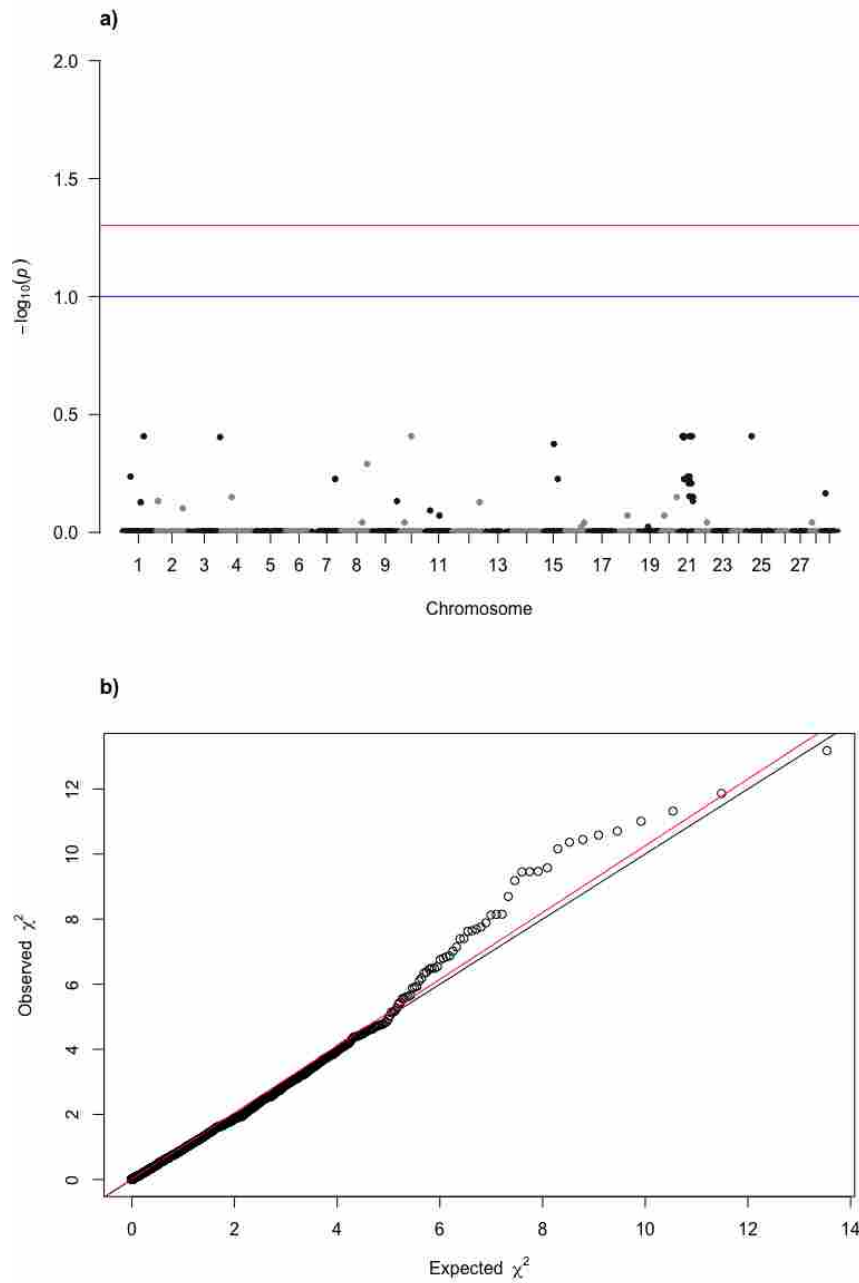 a)
2.0
1.5
1.0
0.5
0.0
−log₁₀(p)
1 2 3 4 5 6 7 8 9 11 13 15 17 19 21 23 25 27
Chromosome
b)
12
10
8
6
4
2
0
Observed χ²
0 2 4 6 8 10 12 14
Expected χ²